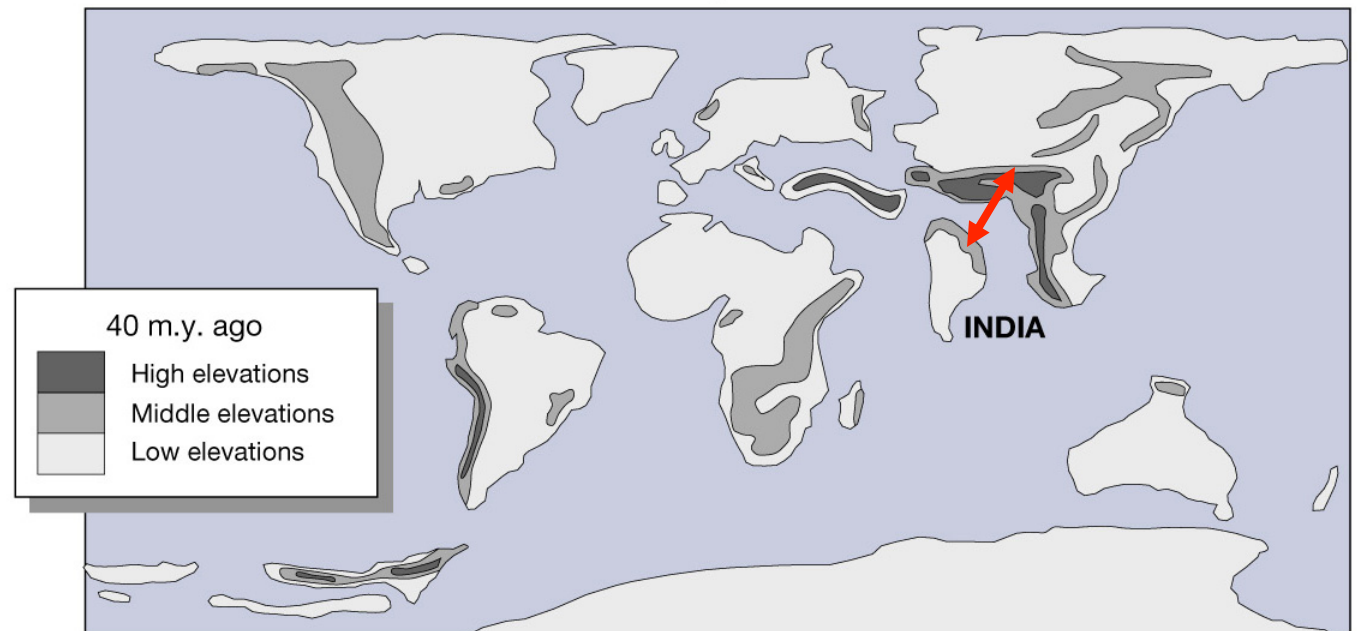 40 m.y. ago
High elevations
Middle elevations
Low elevations
INDIA